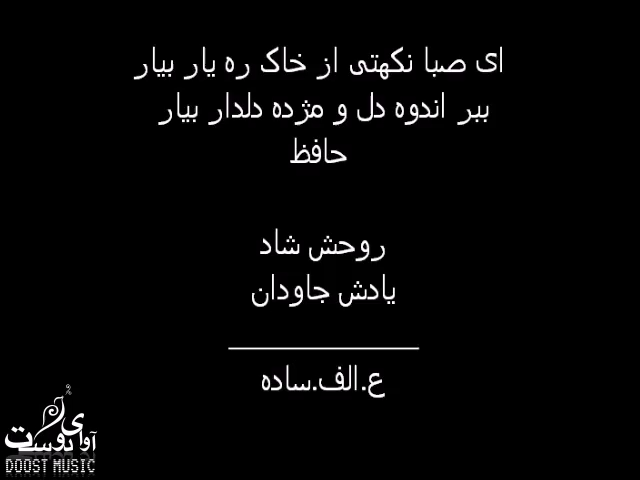 ای صبا نکهتی از خاک ره یار بیار
ببر اندوه دل و مژده دلدار بیار
حافظ
روحش شاد
یادش جاودان
ع.الف.ساده
آوای دوست
DOOST MUSIC